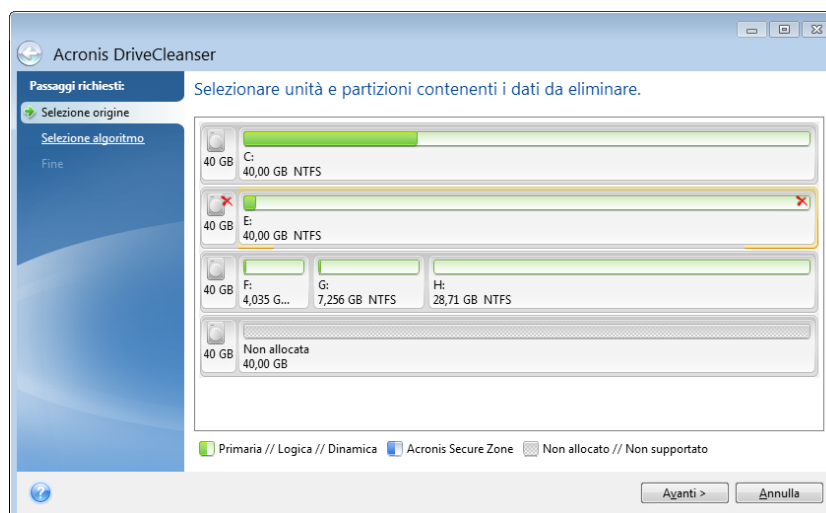 Acronis DriveCleanser
Passaggi richiesti:
Selezione origine
Selezione algoritmo
Fine
Selezionare unità e partizioni contenenti i dati da eliminare.
40 GB
C:
40,00 GB NTFS
40 GB
E:
40,00 GB NTFS
40 GB
F:
4,035 G...
G:
7,256 GB NTFS
H:
28,71 GB NTFS
40 GB
Non allocata
40,00 GB
Primaria // Logica // Dinamica
Acronis Secure Zone
Non allocato // Non supportato
Avanti >
Annulla